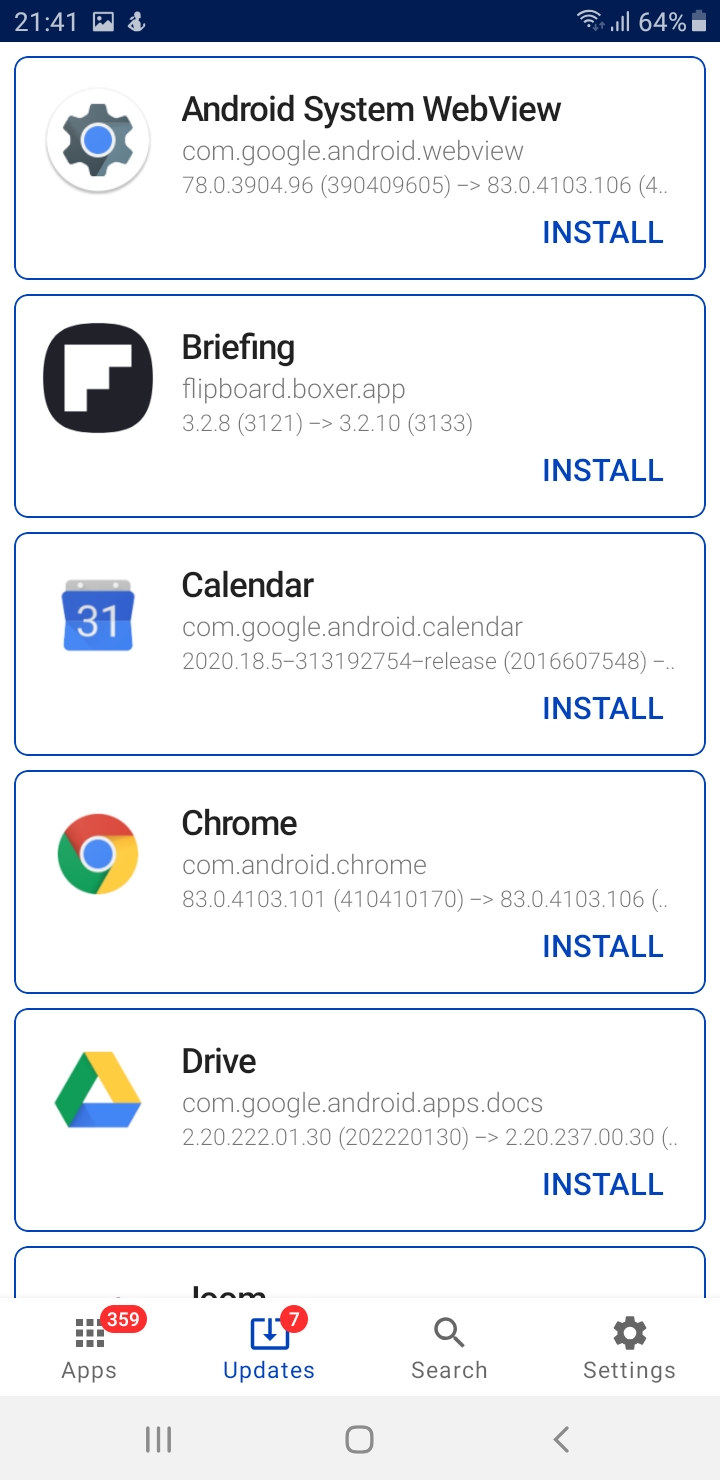 21:41 64%
Android System WebView
com.google.android.webview
78.0.3904.96 (390409605) –> 83.0.4103.106 (4..
INSTALL
Briefing
flipboard.boxer.app
3.2.8 (3121) –> 3.2.10 (3133)
INSTALL
31
Calendar
com.google.android.calendar
2020.18.5–313192754–release (2016607548) –..
INSTALL
Chrome
com.android.chrome
83.0.4103.101 (410410170) –> 83.0.4103.106 (..
INSTALL
Drive
com.google.android.apps.docs
2.20.222.01.30 (202220130) –> 2.20.237.00.30 (..
INSTALL
359 7
Apps Updates Search Settings